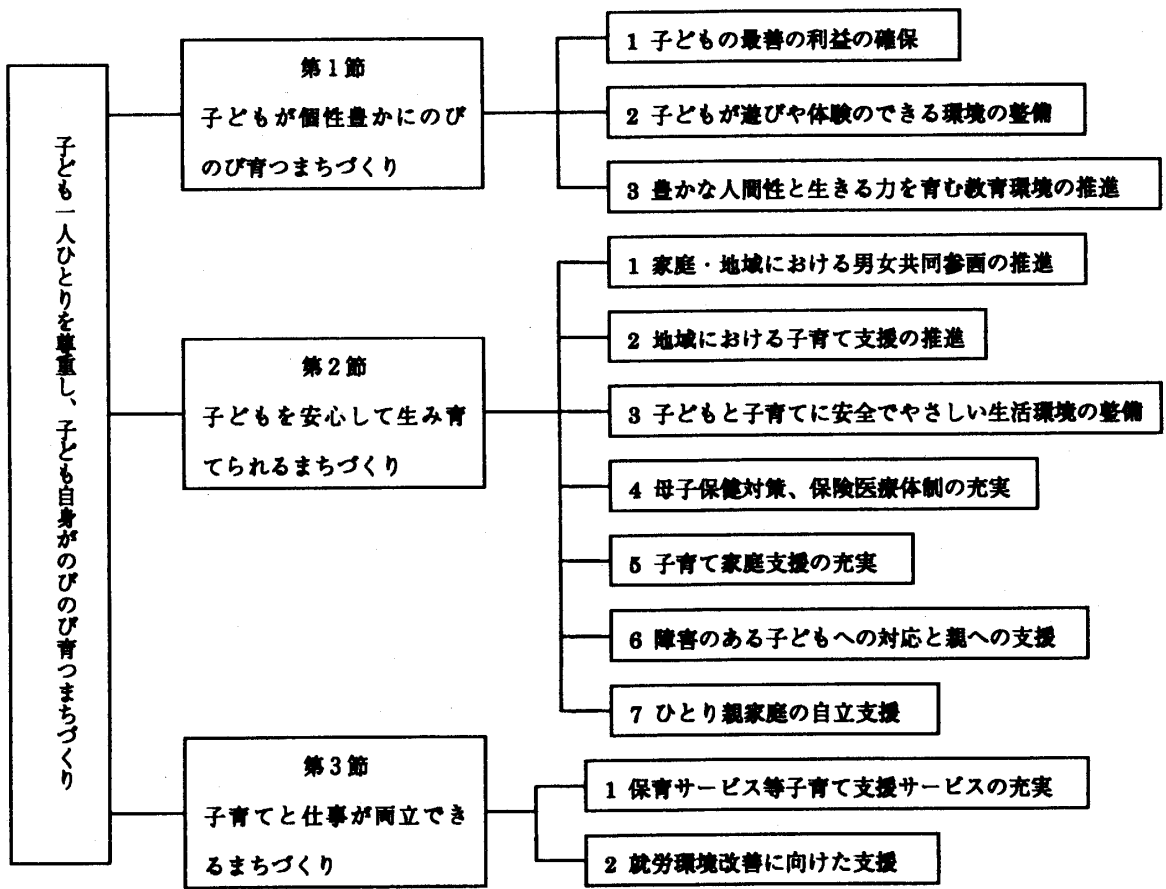 子ども一人ひとりを尊重し、子ども自身がのびのび育つまちづくり
第1節
子どもが個性豊かにのび
のび育つまちづくり
1 子どもの最善の利益の確保
2 子どもが遊びや体験のできる環境の整備
3 豊かな人間性と生きる力を育む教育環境の推進
第2節
子どもを安心して生み育
てられるまちづくり
1 家庭・地域における男女共同参画の推進
2 地域における子育て支援の推進
3 子どもと子育てに安全でやさしい生活環境の整備
4 母子保健対策、保険医療体制の充実
5 子育て家庭支援の充実
6 障害のある子どもへの対応と親への支援
7 ひとり親家庭の自立支援
第3節
子育てと仕事が両立でき
るまちづくり
1 保育サービス等子育て支援サービスの充実
2 就労環境改善に向けた支援